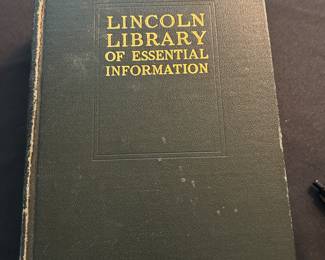 LINCOLN
LIBRARY
OF ESSENTIAL
INFORMATION